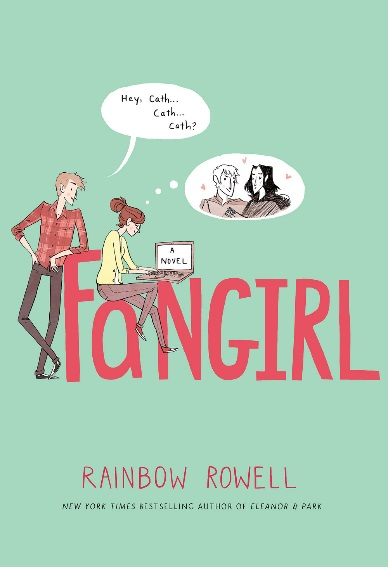 Hey, Cath...
Cath...
Cath?
A
NOVEL
FaNGIRL
RAINBOW ROWELL
NEW YORK TIMES BESTSELLING AUTHOR OF ELEANOR & PARK